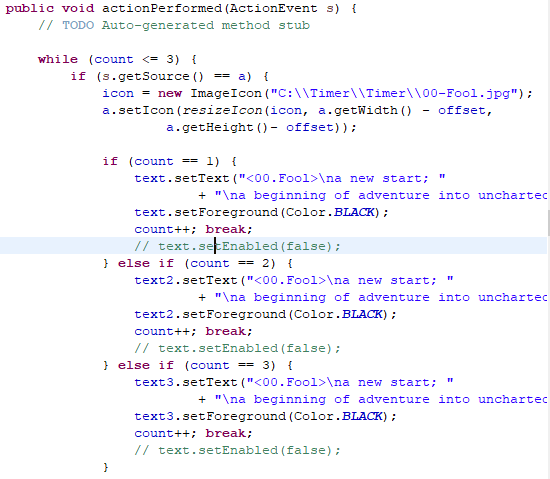 public void actionPerformed(ActionEvent s) {
// TODO Auto-generated method stub
while (count <= 3) {
if (s.getSource() == a) {
icon = new ImageIcon("C:\\Timer\\Timer\\00-Fool.jpg");
a.setIcon(resizeIcon(icon, a.getWidth() - offset,
a.getHeight()- offset));
if (count == 1) {
text.setText("<00.Fool>\na new start; "
+ "\na beginning of adventure into uncharted
text.setForeground(Color.BLACK);
count++; break;
// text.setEnabled(false);
} else if (count == 2) {
text2.setText("<00.Fool>\na new start; "
+ "\na beginning of adventure into uncharted
text2.setForeground(Color.BLACK);
count++; break;
// text.setEnabled(false);
} else if (count == 3) {
text3.setText("<00.Fool>\na new start; "
+ "\na beginning of adventure into uncharted
text3.setForeground(Color.BLACK);
count++; break;
// text.setEnabled(false);
}